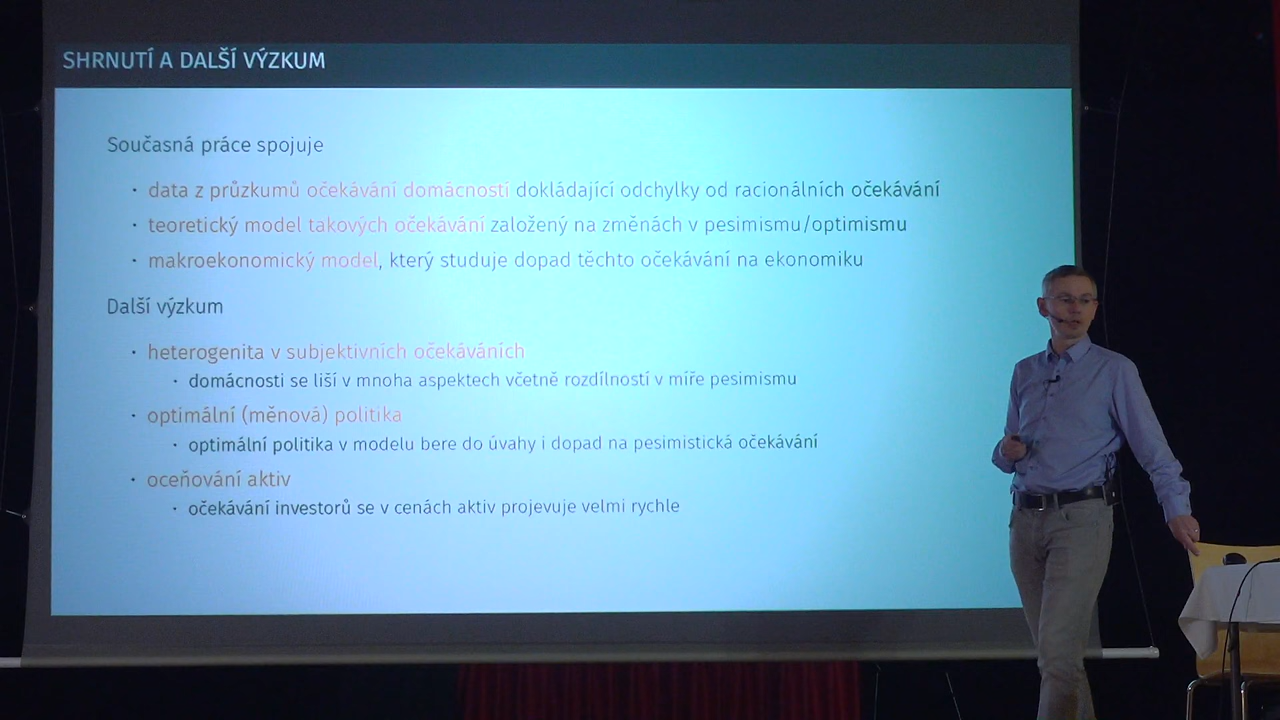 SHRNUTÍ A DALŠÍ VÝZKUM
Současná práce spojuje
• data z průzkumů očekávání domácností dokládající odchylky od racionálních očekávání
• teoretický model takových očekávání založený na změnách v pesimismu/optimismu
• makroekonomický model, který studuje dopad těchto očekávání na ekonomiku
Další výzkum
• heterogenita v subjektivních očekáváních
• domácnosti se liší v mnoha aspektech včetně rozdílností v míře pesimismu
• optimální (měnová) politika
• optimální politika v modelu bere do úvahy i dopad na pesimistická očekávání
• oceňování aktiv
• očekávání investorů se v cenách aktiv projevuje velmi rychle